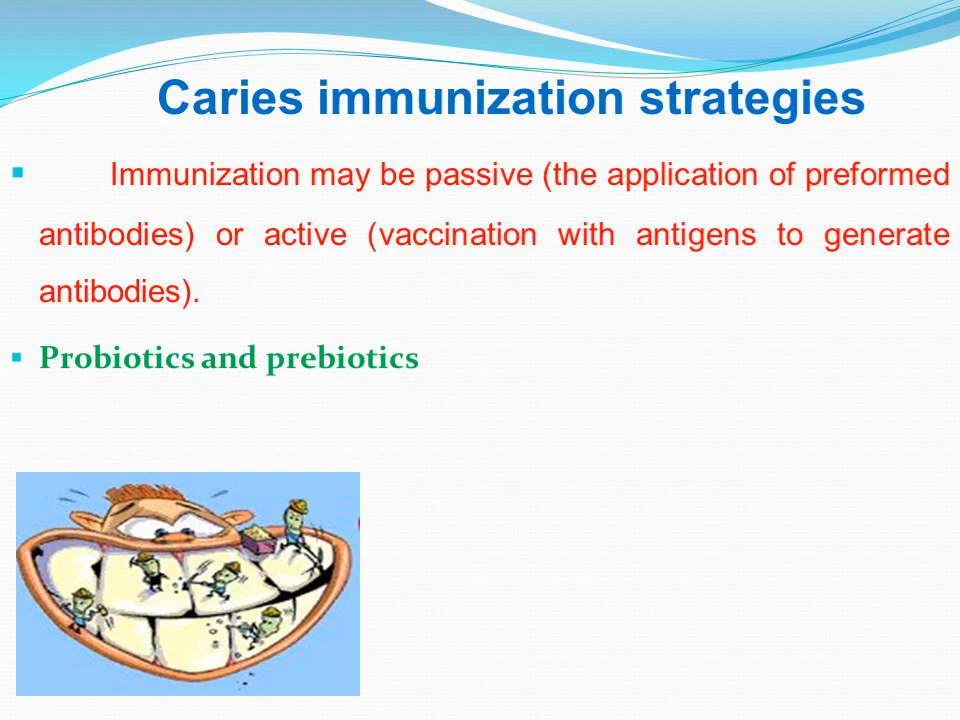 Caries immunization strategies
▪ Immunization may be passive (the application of preformed
antibodies) or active (vaccination with antigens to generate
antibodies).
▪ Probiotics and prebiotics